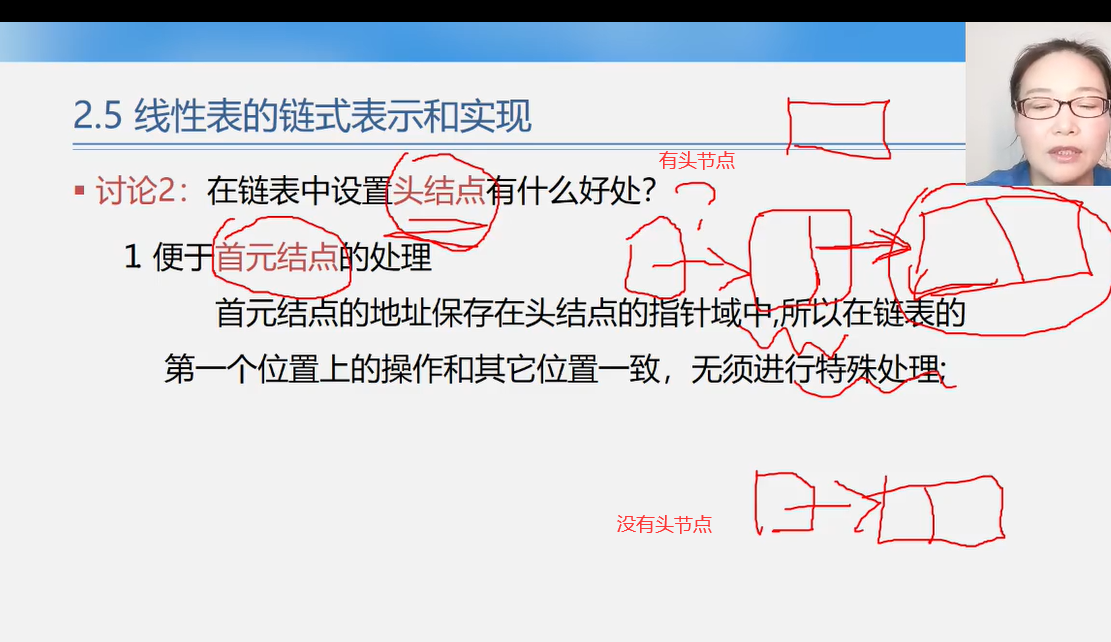 2.5 线性表的链式表示和实现
有头节点
▪ 讨论2：在链表中设置头结点有什么好处?
1 便于首元结点的处理
首元结点的地址保存在头结点的指针域中,所以在链表的
第一个位置上的操作和其它位置一致，无须进行特殊处理;
没有头节点